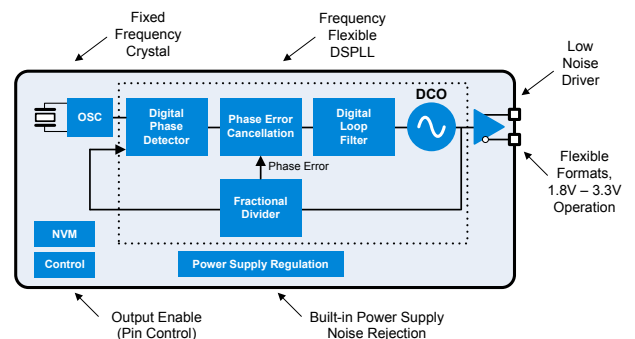 Fixed
Frequency
Crystal
Frequency
Flexible
DSPLL
Low
Noise
Driver
OSC
Digital
Phase
Detector
Phase Error
Cancellation
Digital
Loop
Filter
DCO
Phase Error
Fractional
Divider
Flexible
Formats,
1.8V – 3.3V
Operation
NVM
Control
Power Supply Regulation
Output Enable
(Pin Control)
Built-in Power Supply
Noise Rejection